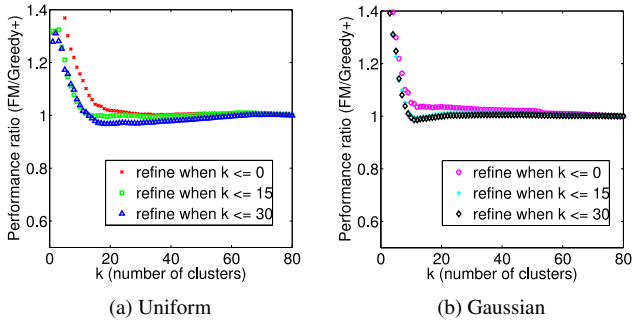 Performance ratio (FM/Greedy+)
1.4
1.2
1
0.8
0.6
refine when k <= 0
refine when k <= 15
refine when k <= 30
0 20 40 60 80
k (number of clusters)
(a) Uniform
Performance ratio (FM/Greedy+)
1.4
1.2
1
0.8
0.6
refine when k <= 0
refine when k <= 15
refine when k <= 30
0 20 40 60 80
k (number of clusters)
(b) Gaussian